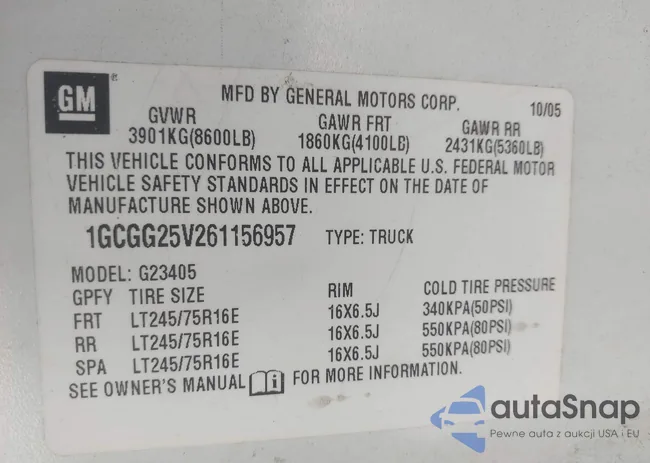 GM
®
MFD BY GENERAL MOTORS CORP. 10/05
GVWR GAWR FRT GAWR RR
3901KG(8600LB) 1860KG(4100LB) 2431KG(5360LB)
THIS VEHICLE CONFORMS TO ALL APPLICABLE U.S. FEDERAL MOTOR
VEHICLE SAFETY STANDARDS IN EFFECT ON THE DATE OF
MANUFACTURE SHOWN ABOVE.
1GCGG25V261156957 TYPE: TRUCK
MODEL: G23405
GPFY TIRE SIZE RIM COLD TIRE PRESSURE
FRT LT245/75R16E 16X6.5J 340KPA(50PSI)
RR LT245/75R16E 16X6.5J 550KPA(80PSI)
SPA LT245/75R16E 16X6.5J 550KPA(80PSI)
SEE OWNER'S MANUAL i FOR MORE INFORMATION.
autaSnap
Pewne auta z aukcji USA i EU